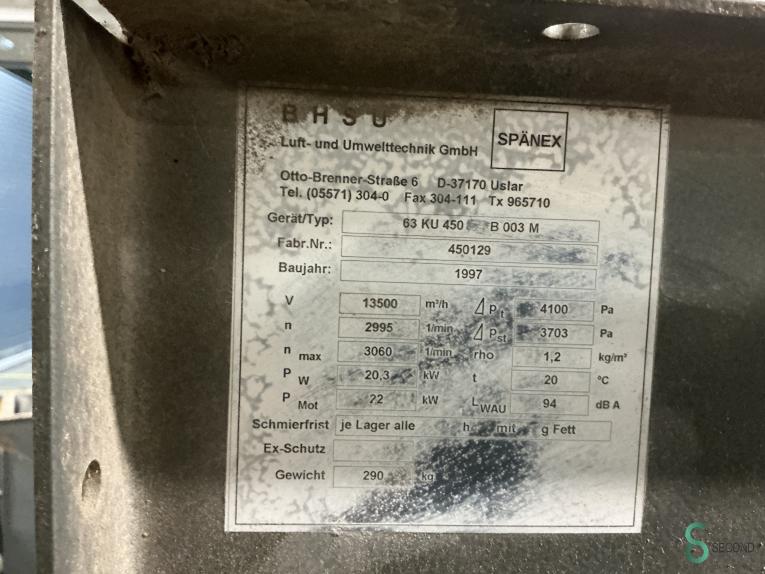 B H S U
Luft- und Umwelttechnik GmbH
SPÄNEX
Otto-Brenner-Straße 6 D-37170 Uslar
Tel. (05571) 304-0 Fax 304-111 Tx 965710
Gerät/Typ: 63 KU 450 B 003 M
Fabr.Nr.: 450129
Baujahr: 1997
V 13500 m³/h ⊿ pt 4100 Pa
n 2995 1/min ⊿ pst 3703 Pa
n max 3060 1/min rho 1,2 kg/m³
P W 20,3 kW t 20 °C
P Mot 22 kW L WAU 94 dB A
Schmierfrist je Lager alle h mit g Fett
Ex-Schutz
Gewicht 290 kg
SECOND